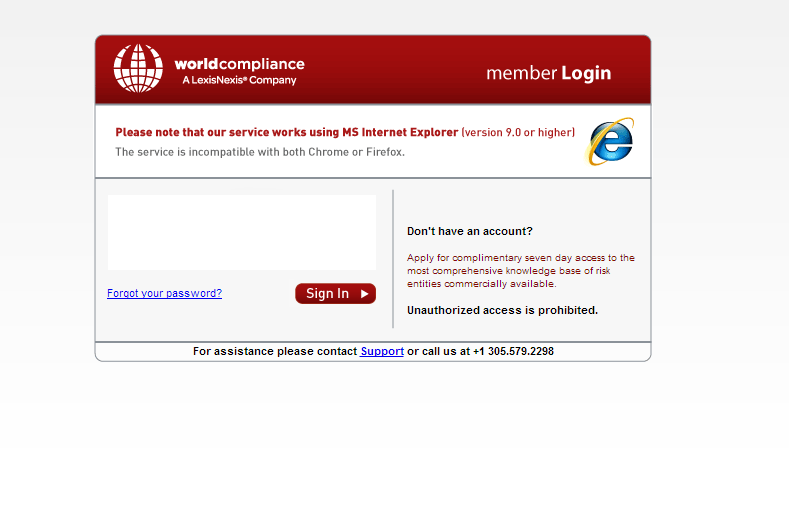 worldcompliance
A LexisNexis® Company
member Login
Please note that our service works using MS Internet Explorer (version 9.0 or higher)
The service is incompatible with both Chrome or Firefox.
Forgot your password?
Sign In
Don't have an account?
Apply for complimentary seven day access to the
most comprehensive knowledge base of risk
entities commercially available.
Unauthorized access is prohibited.
For assistance please contact Support or call us at +1 305.579.2298